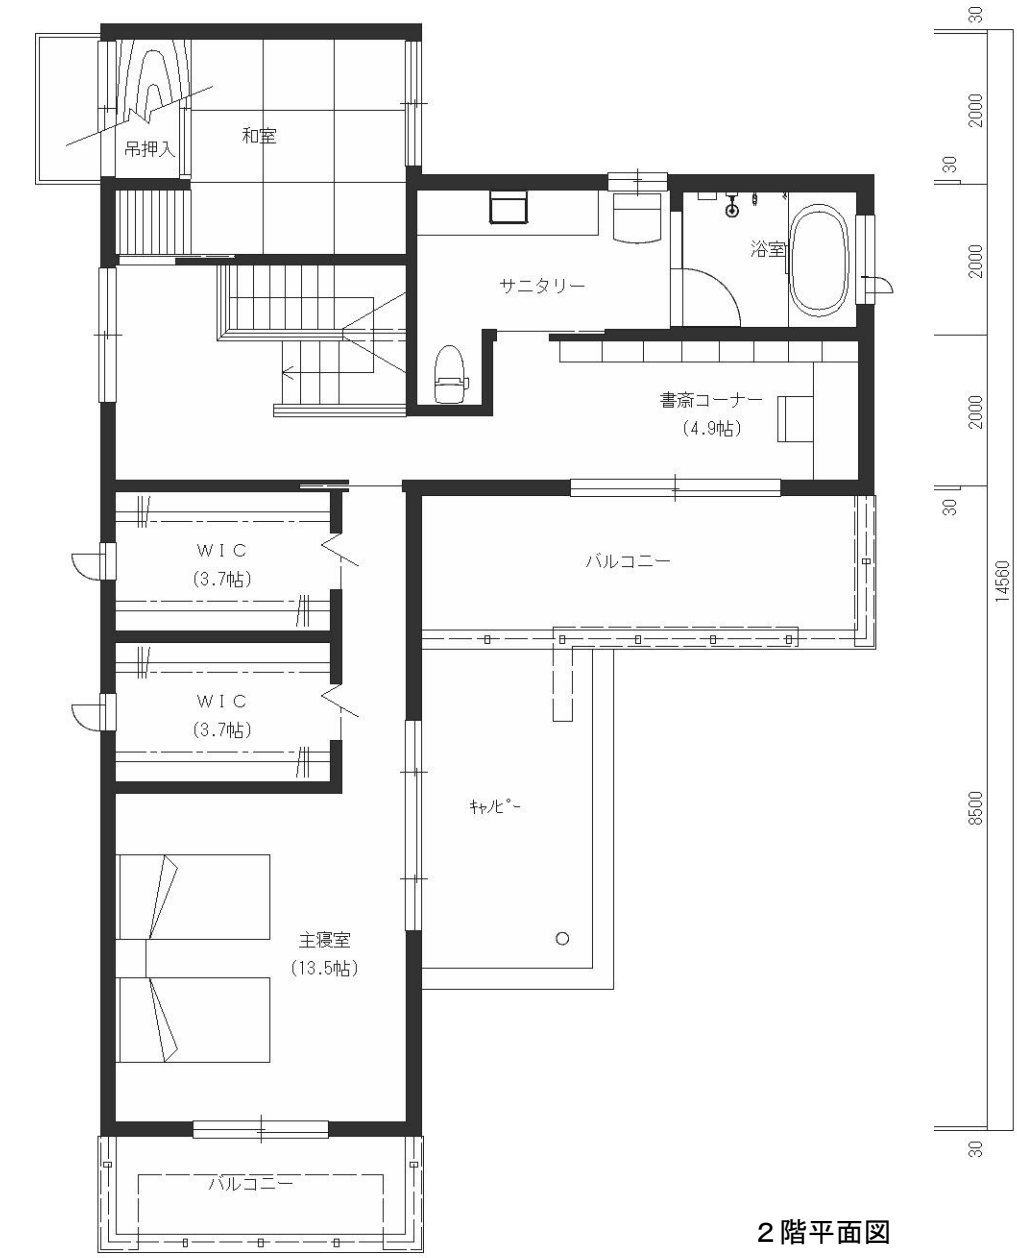 30
2000
吊押入
和室
30
浴室
2000
サニタリー
書斎コーナー
(4.9帖)
2000
30
ＷＩＣ
(3.7帖)
バルコニー
14560
ＷＩＣ
(3.7帖)
ｷｬﾉﾋﾟｰ
8500
主寝室
(13.5帖)
30
バルコニー
２階平面図